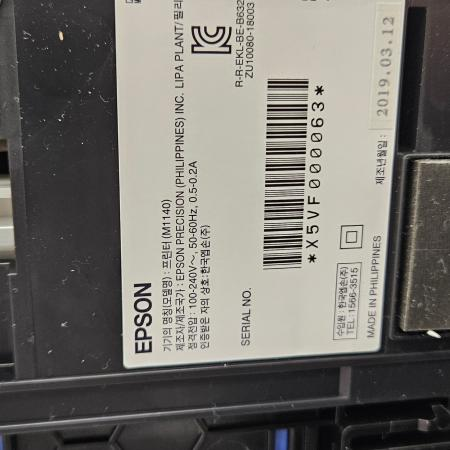 EPSON
기기의 명칭(모델명) : 프린터 (M1140)
제조사/제조국가 : EPSON PRECISION (PHILIPPINES) INC. LIPA PLANT/ 필리
정격전압 : 100-240V~, 50-60Hz, 0.5-0.2A
인증받은 자의 상호:한국엡손(주)
R-R-EKL-BE-B632
ZU10080-18003
SERIAL NO.
*X5VF000063*
수입원 : 한국엡손(주)
TEL: 1566-3515
MADE IN PHILIPPINES
제조년월일 :
2019.03.12